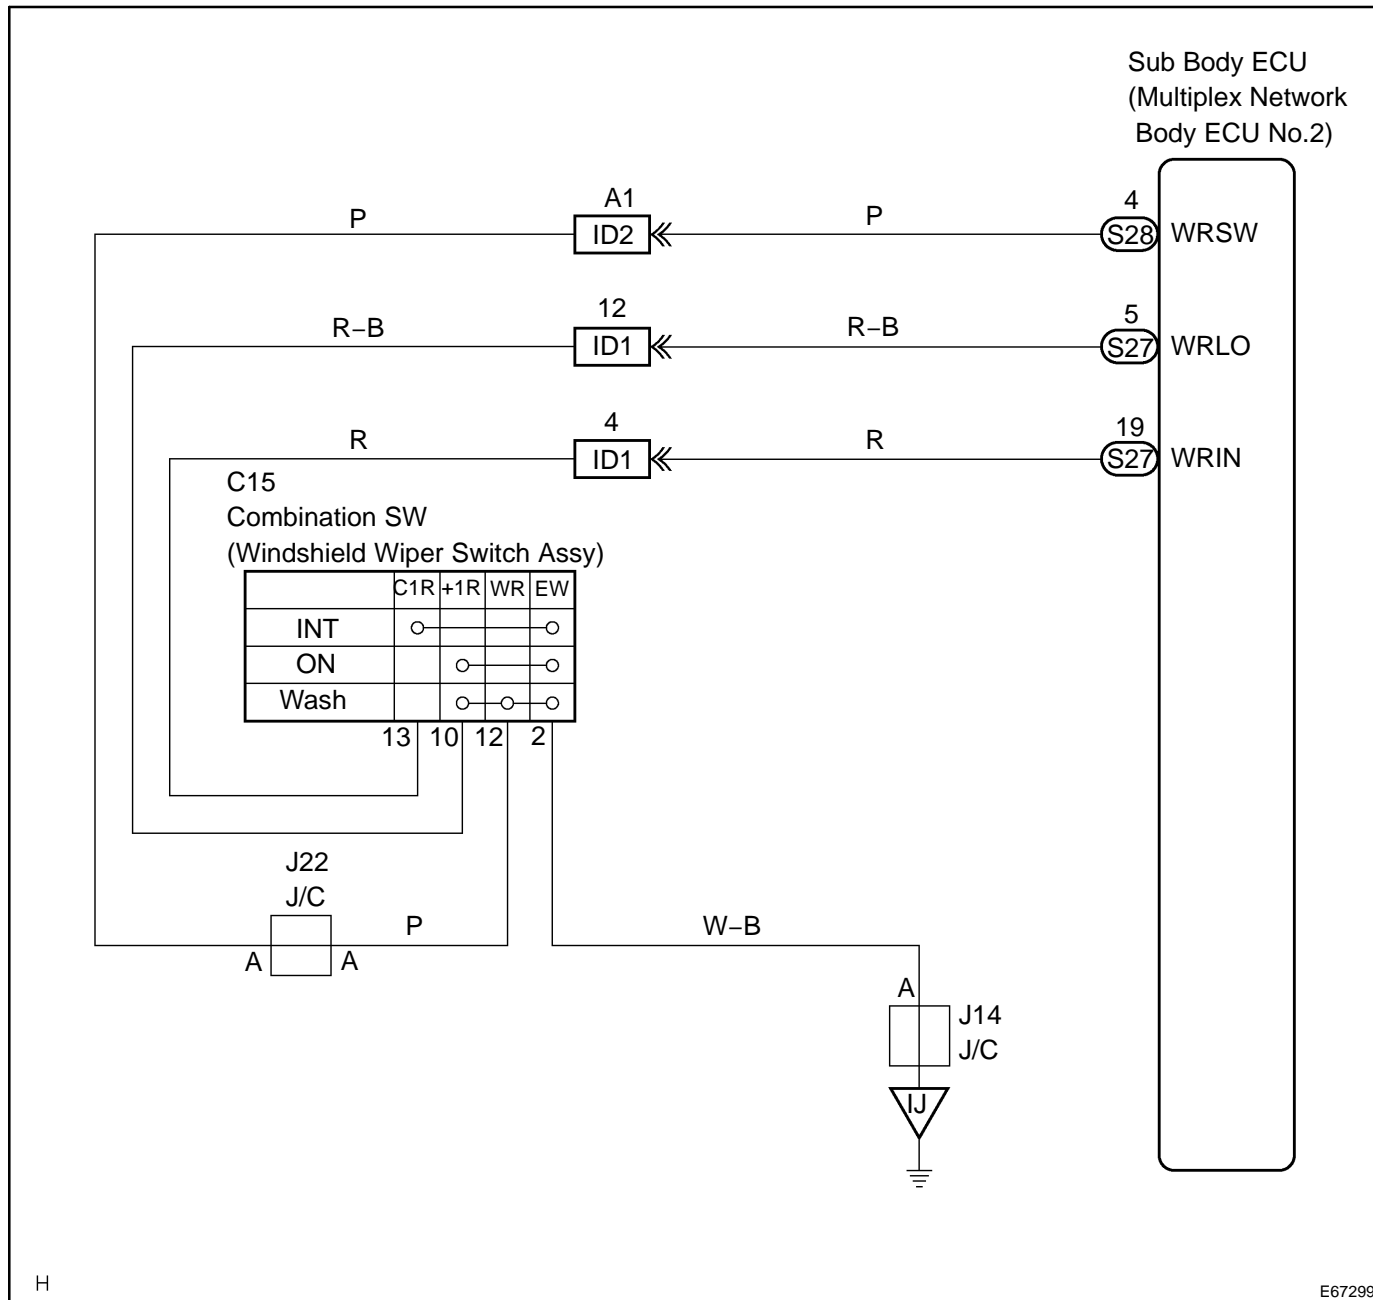 Sub Body ECU
(Multiplex Network
Body ECU No.2)
A1
P
ID2
P
4
S28
WRSW
12
R–B
ID1
R–B
5
S27
WRLO
4
R
ID1
R
19
S27
WRIN
C15
Combination SW
(Windshield Wiper Switch Assy)
C1R +1R WR EW
INT
ON
Wash
13 10 12 2
J22
J/C
A A
P
W–B
A
J14
J/C
IJ
H
E67299